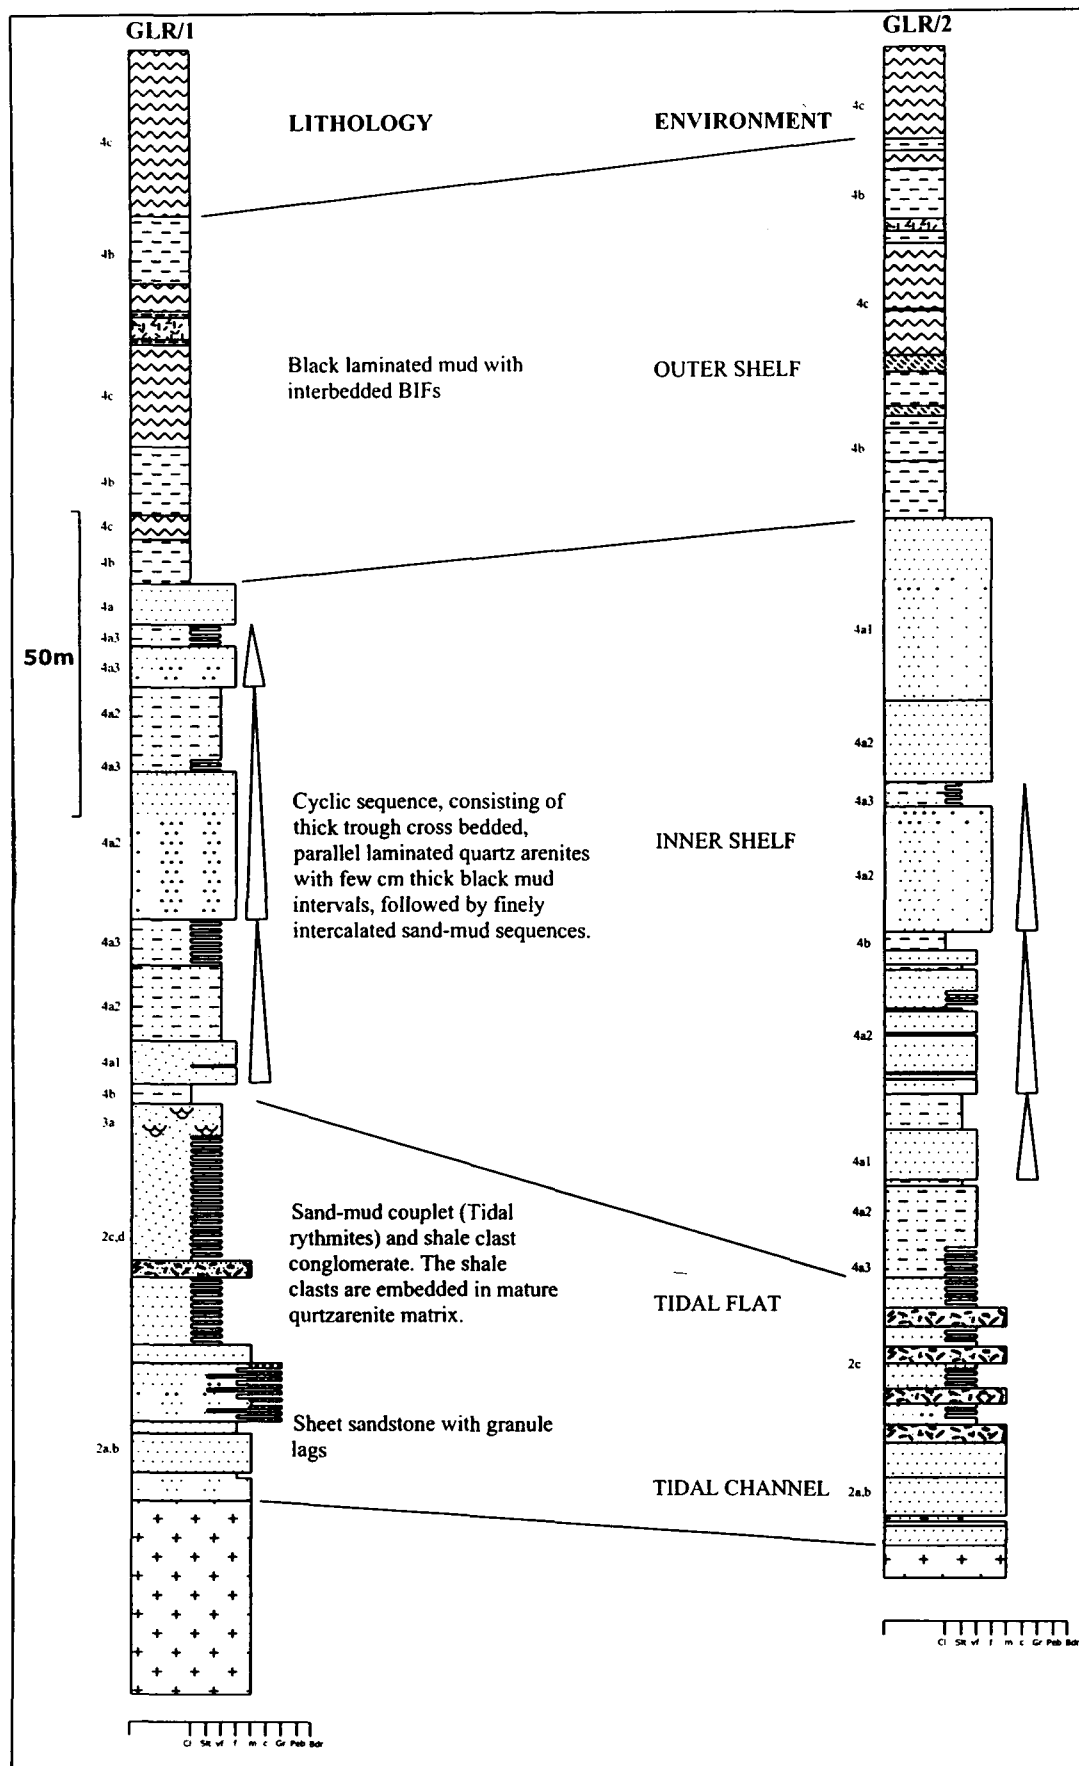 GLR/1
GLR/2
LITHOLOGY
ENVIRONMENT
4c
4b
4c
4b
4c
4b
4a
4a3
4a3
4a2
4a3
4a2
4a3
4a2
4a1
4b
3a
2c,d
2a.b
50m
Black laminated mud with
interbedded BIFs
OUTER SHELF
Cyclic sequence, consisting of
thick trough cross bedded,
parallel laminated quartz arenites
with few cm thick black mud
intervals, followed by finely
intercalated sand-mud sequences.
INNER SHELF
Sand-mud couplet (Tidal
rythmites) and shale clast
conglomerate. The shale
clasts are embedded in mature
qurtzarenite matrix.
TIDAL FLAT
Sheet sandstone with granule
lags
TIDAL CHANNEL
4c
4b
4c
4b
4a1
4a2
4a3
4a2
4b
4a2
4a1
4a2
4a3
2c
2a.b
Cl Slt vf f m c Gr Peb Bdr
Cl Slt vf f m c Gr Peb Bdr